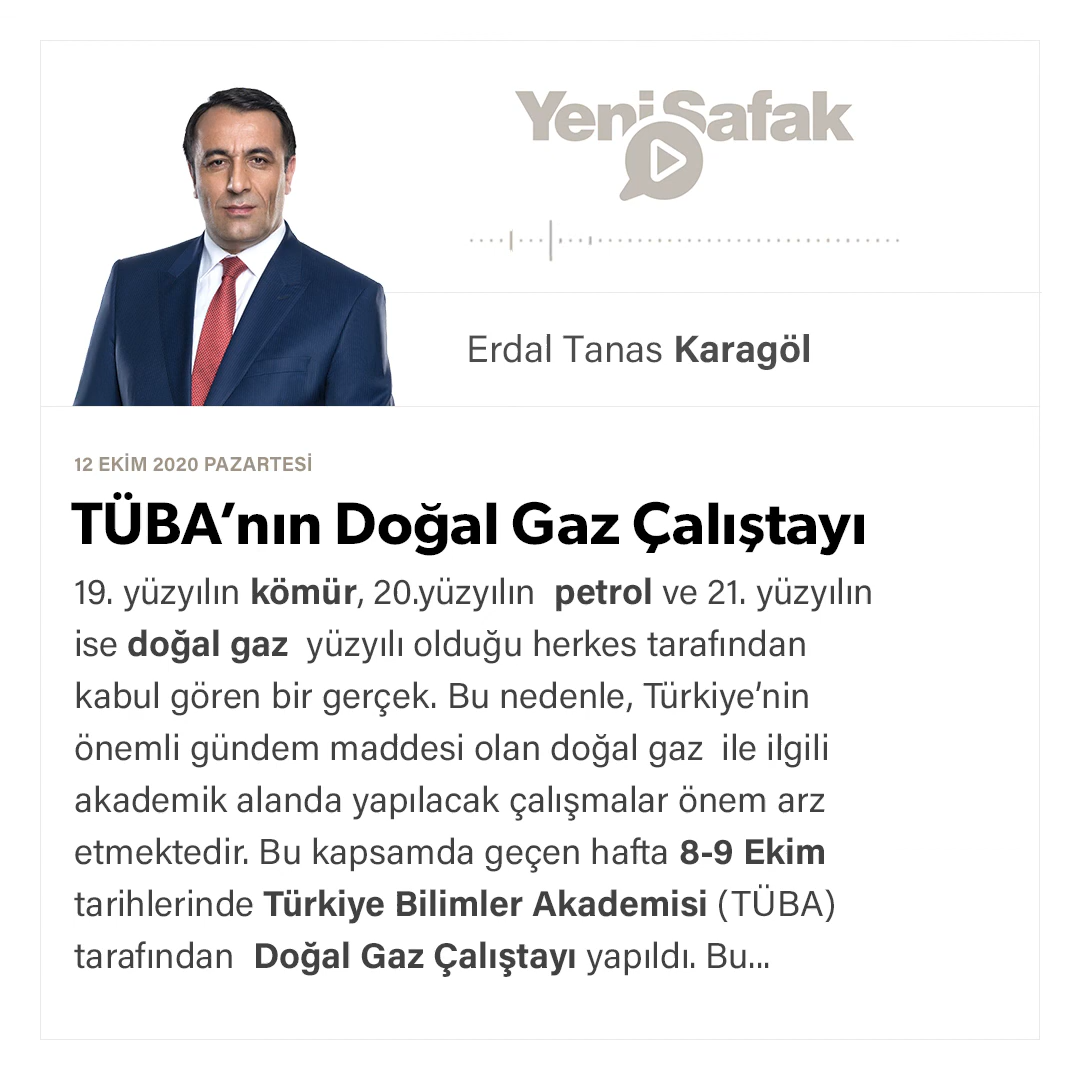 YeniSafak
Erdal Tanas Karagöl
12 EKİM 2020 PAZARTESİ
TÜBA’nın Doğal Gaz Çalıştayı
19. yüzyılın kömür, 20.yüzyılın petrol ve 21. yüzyılın
ise doğal gaz yüzyılı olduğu herkes tarafından
kabul gören bir gerçek. Bu nedenle, Türkiye’nin
önemli gündem maddesi olan doğal gaz ile ilgili
akademik alanda yapılacak çalışmalar önem arz
etmektedir. Bu kapsamda geçen hafta 8-9 Ekim
tarihlerinde Türkiye Bilimler Akademisi (TÜBA)
tarafından Doğal Gaz Çalıştayı yapıldı. Bu...